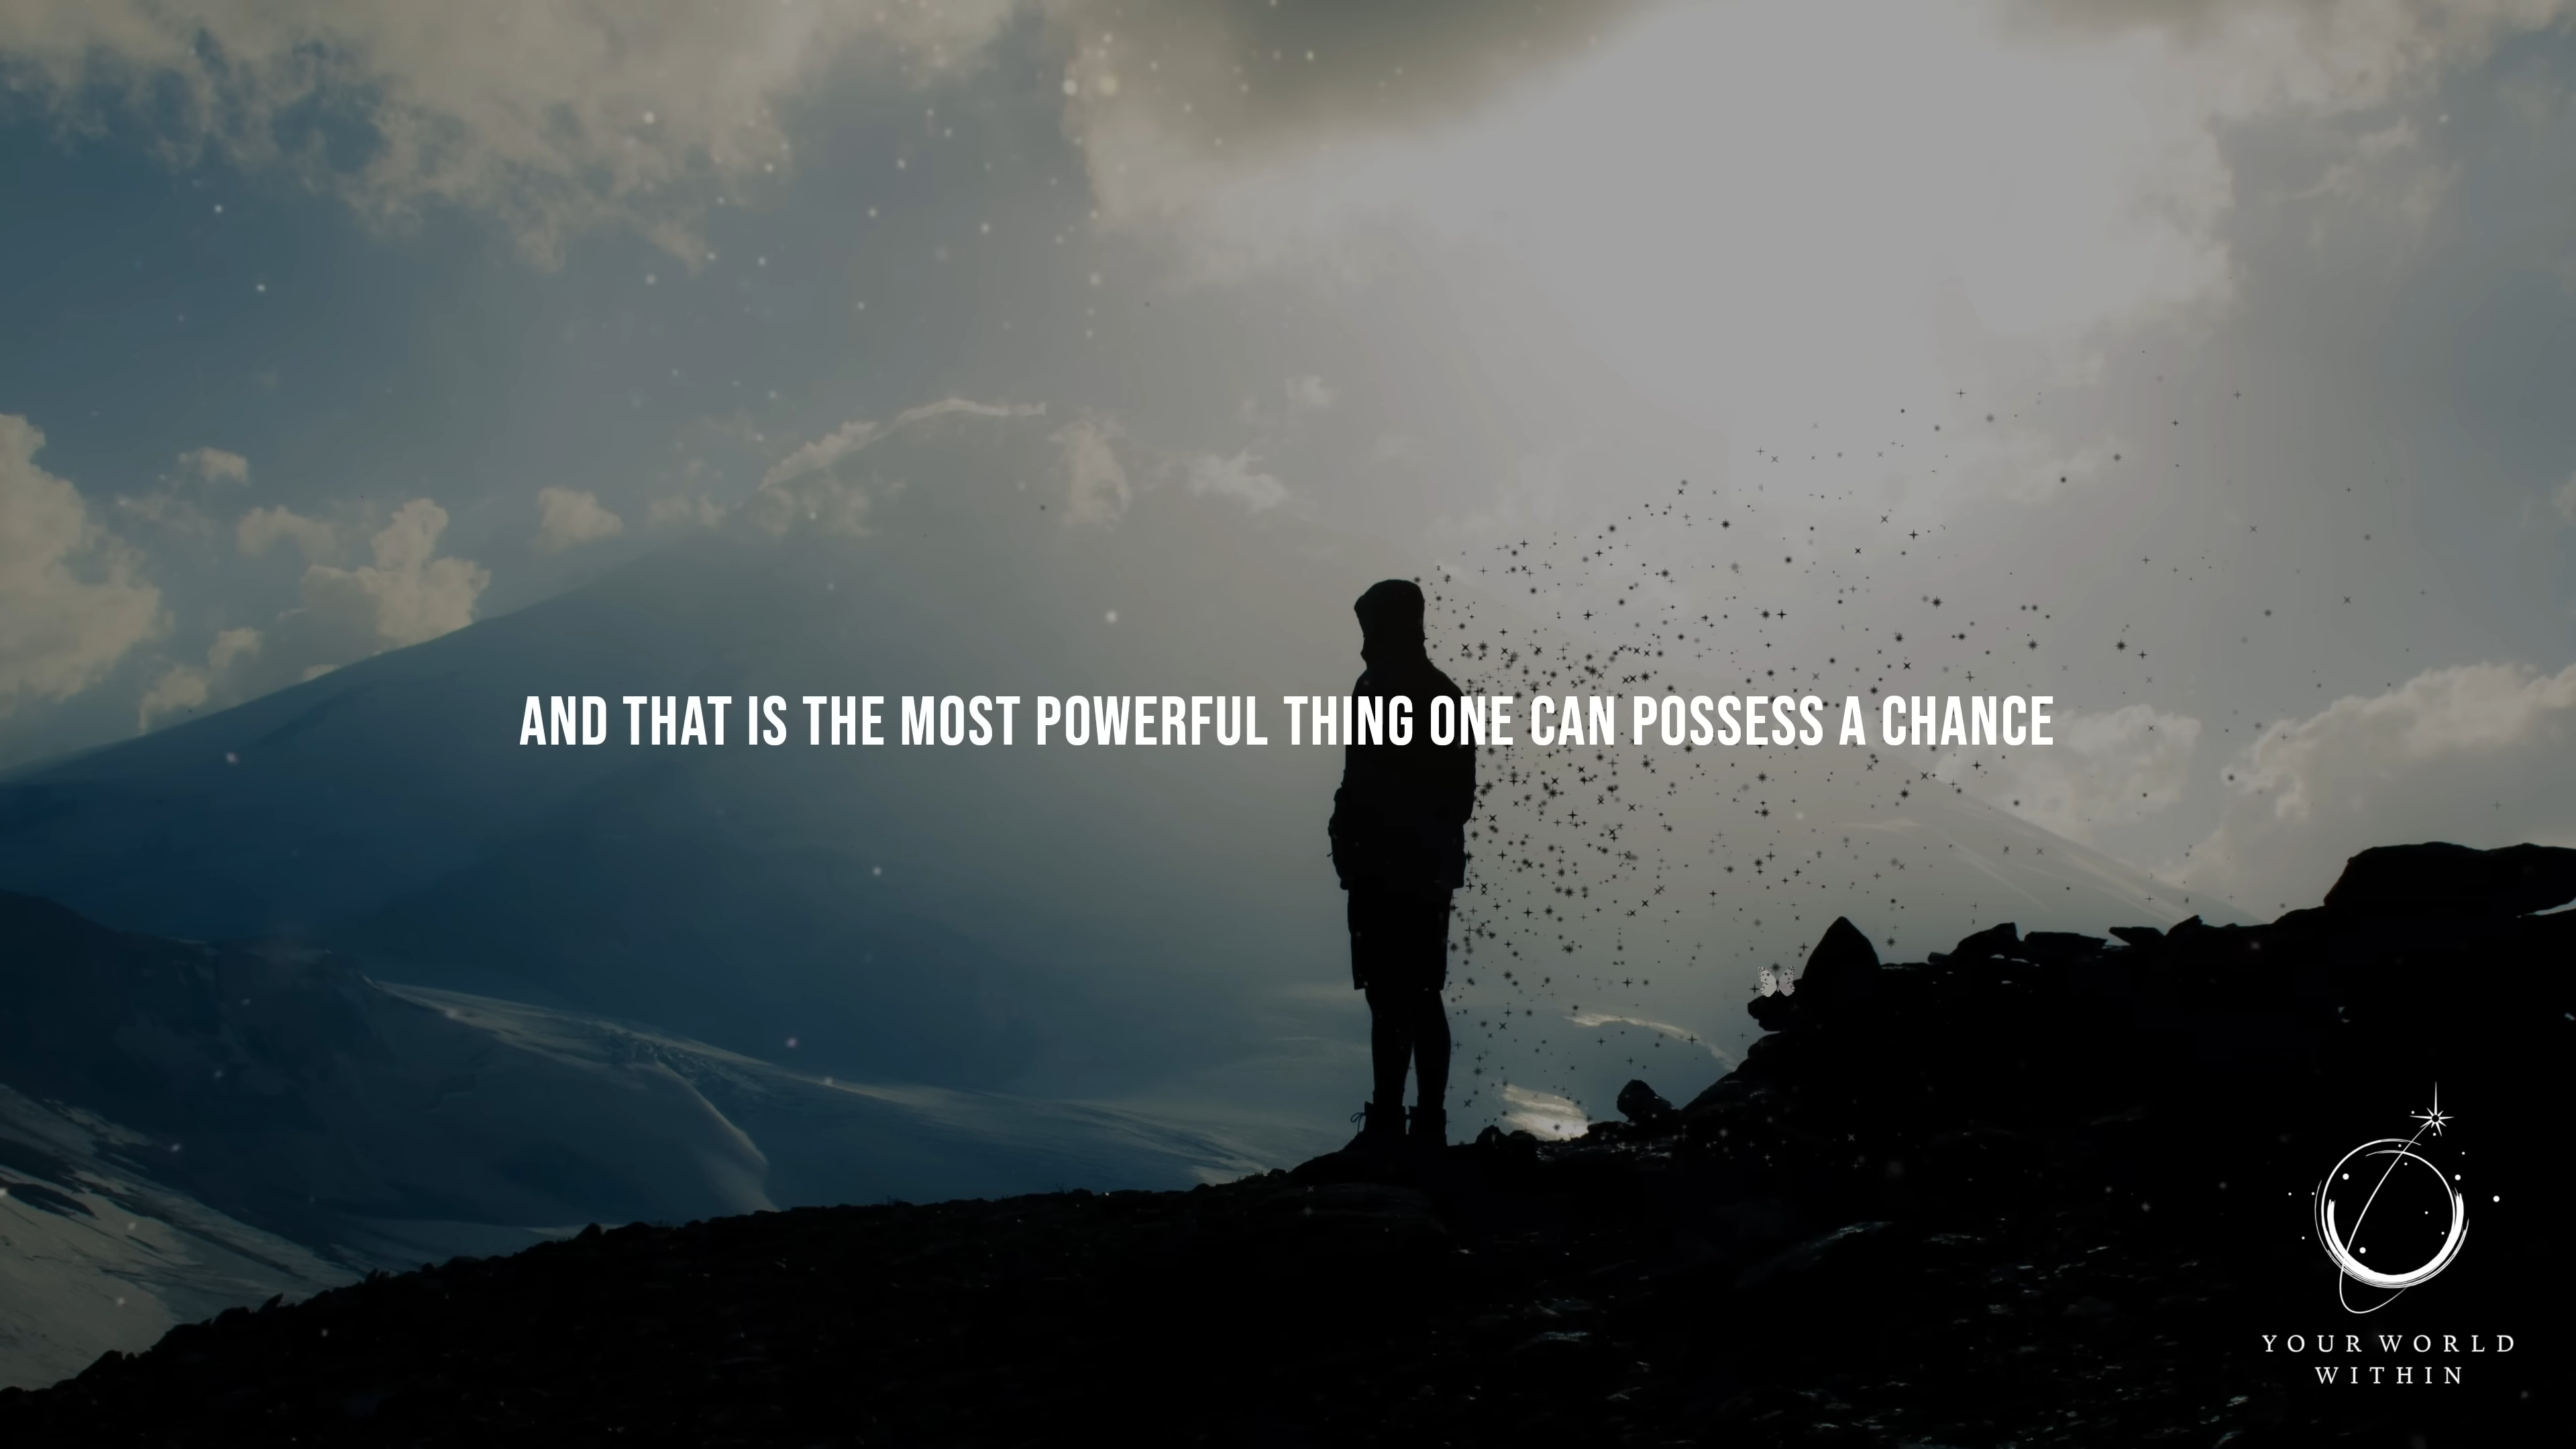 AND THAT IS THE MOST POWERFUL THING ONE CAN POSSESS A CHANCE
YOUR WORLD
WITHIN